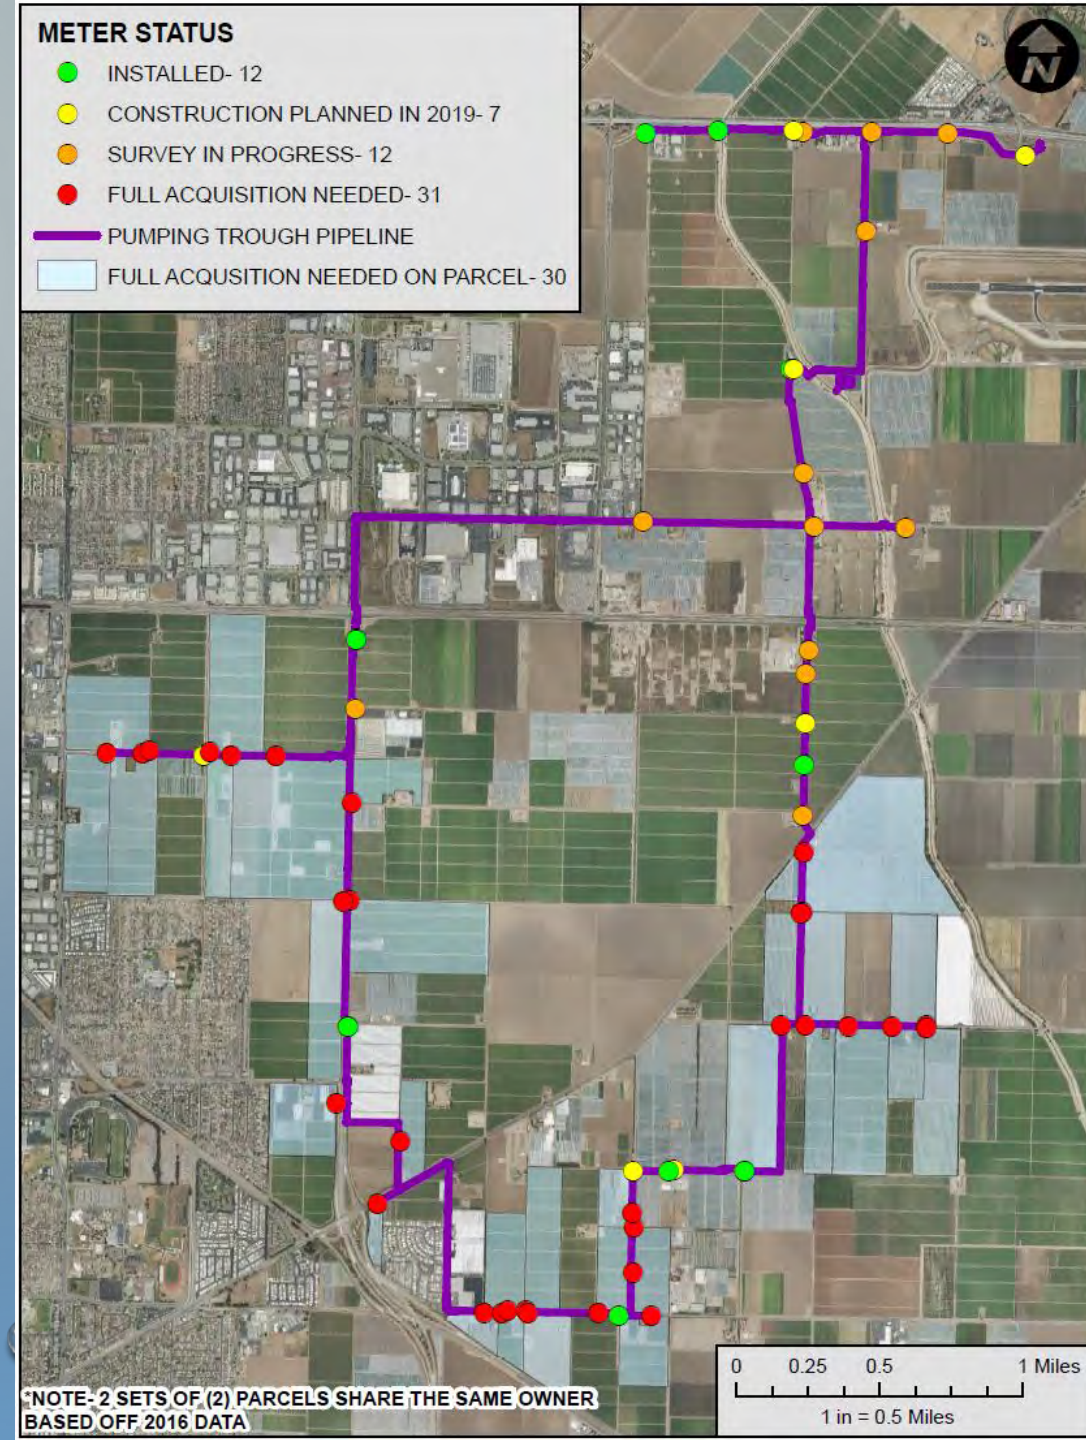 METER STATUS
INSTALLED- 12
CONSTRUCTION PLANNED IN 2019- 7
SURVEY IN PROGRESS- 12
FULL ACQUISITION NEEDED- 31
PUMPING TROUGH PIPELINE
FULL ACQUSITION NEEDED ON PARCEL- 30
N
*NOTE- 2 SETS OF (2) PARCELS SHARE THE SAME OWNER
BASED OFF 2016 DATA
0 0.25 0.5 1 Miles
1 in = 0.5 Miles